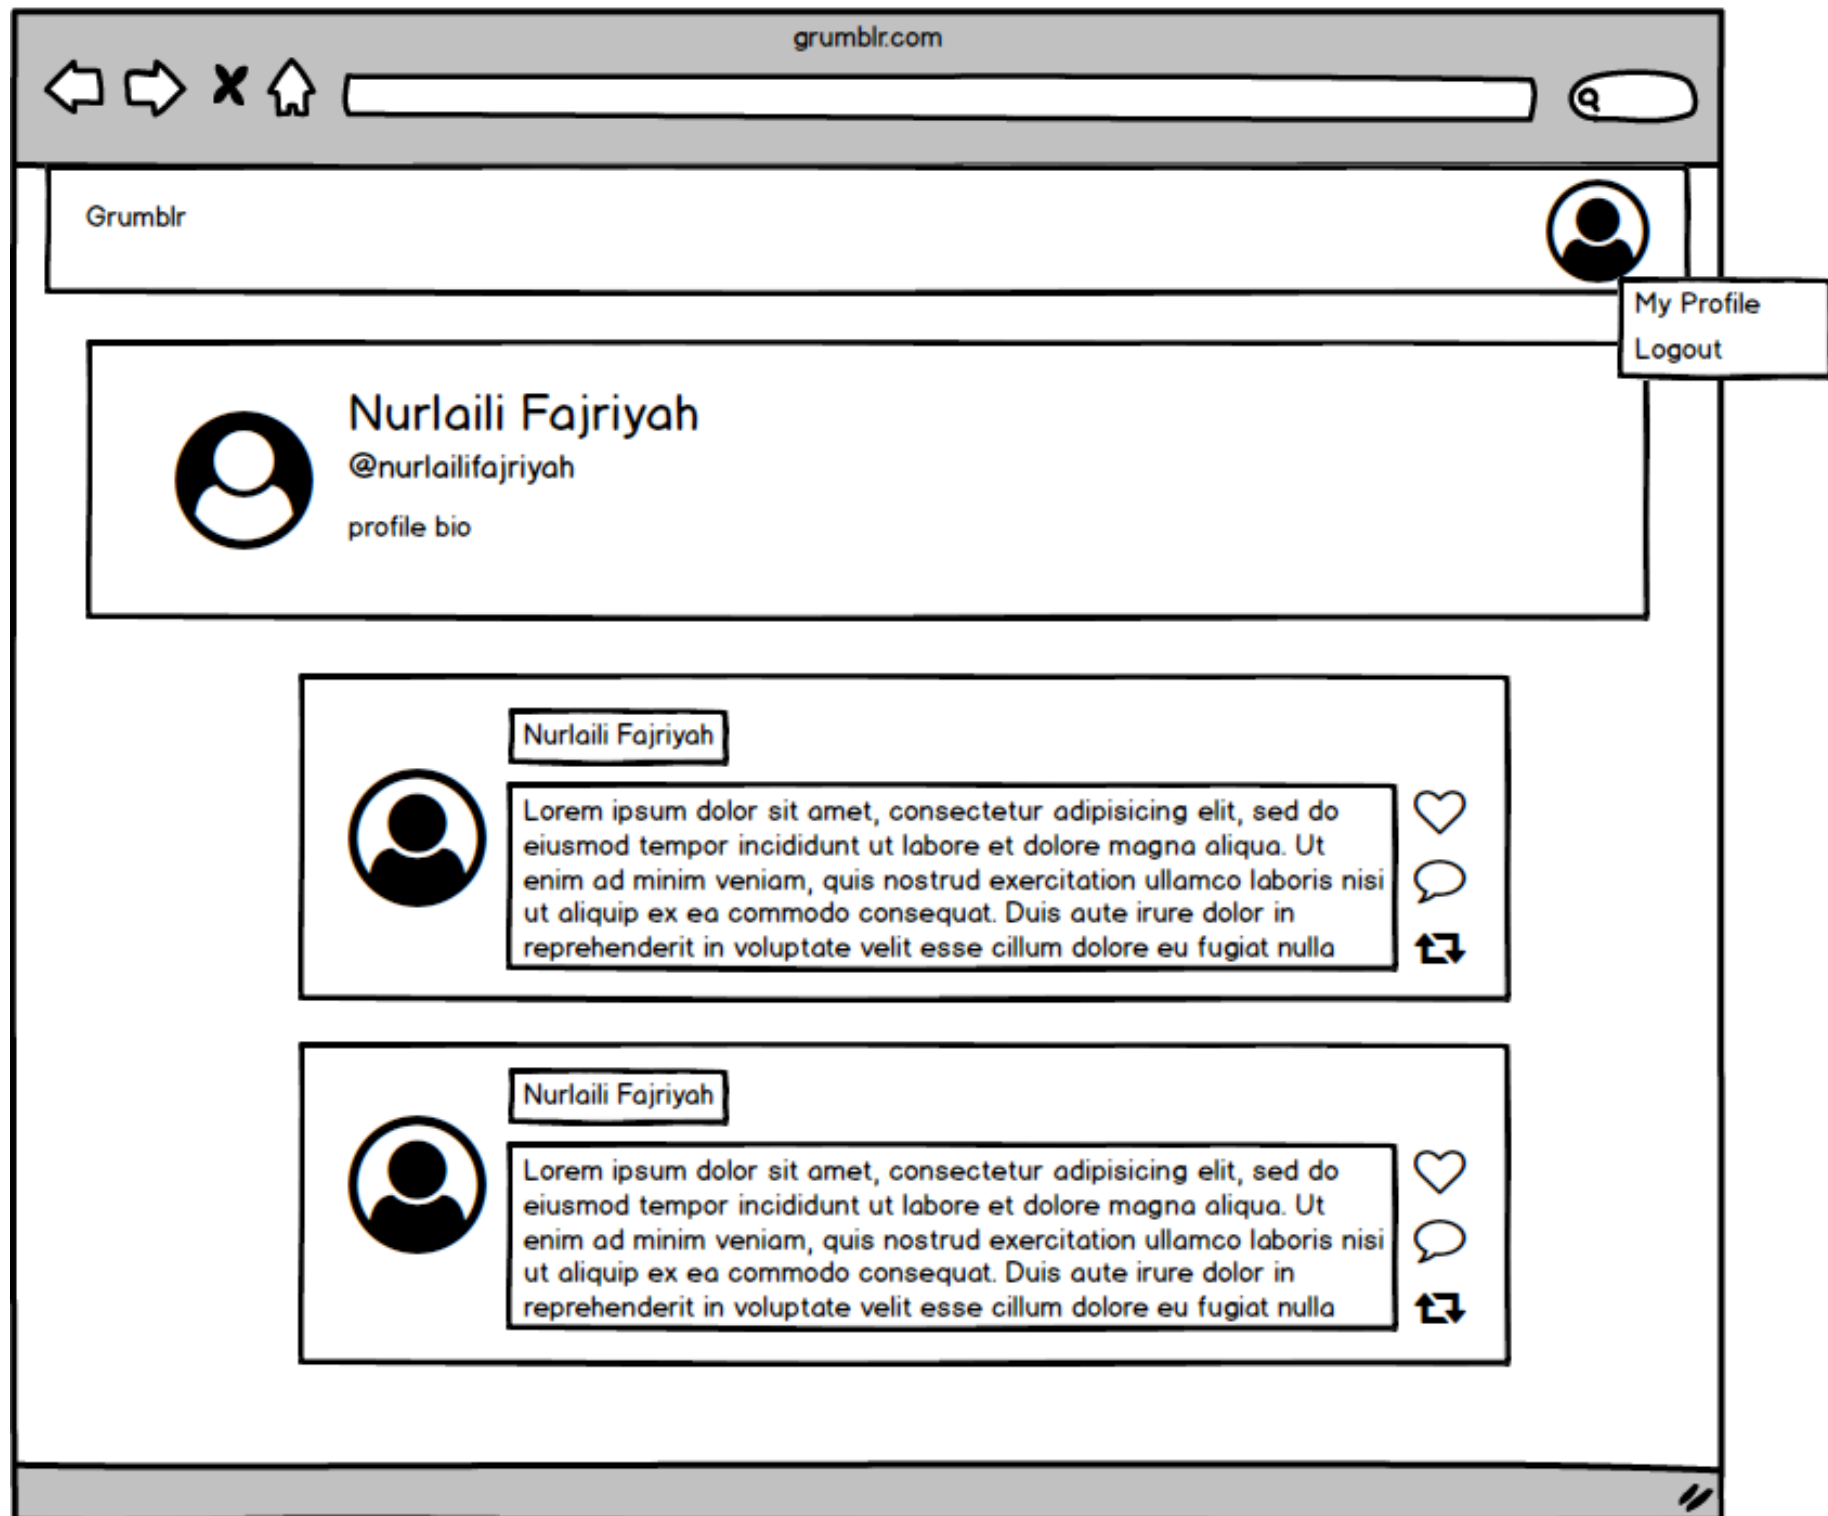 grumblr.com
Grumblr
My Profile
Logout
Nurlaili Fajriyah
@nurlailifajriyah
profile bio
Nurlaili Fajriyah
Lorem ipsum dolor sit amet, consectetur adipisicing elit, sed do
eiusmod tempor incididunt ut labore et dolore magna aliqua. Ut
enim ad minim veniam, quis nostrud exercitation ullamco laboris nisi
ut aliquip ex ea commodo consequat. Duis aute irure dolor in
reprehenderit in voluptate velit esse cillum dolore eu fugiat nulla
Nurlaili Fajriyah
Lorem ipsum dolor sit amet, consectetur adipisicing elit, sed do
eiusmod tempor incididunt ut labore et dolore magna aliqua. Ut
enim ad minim veniam, quis nostrud exercitation ullamco laboris nisi
ut aliquip ex ea commodo consequat. Duis aute irure dolor in
reprehenderit in voluptate velit esse cillum dolore eu fugiat nulla